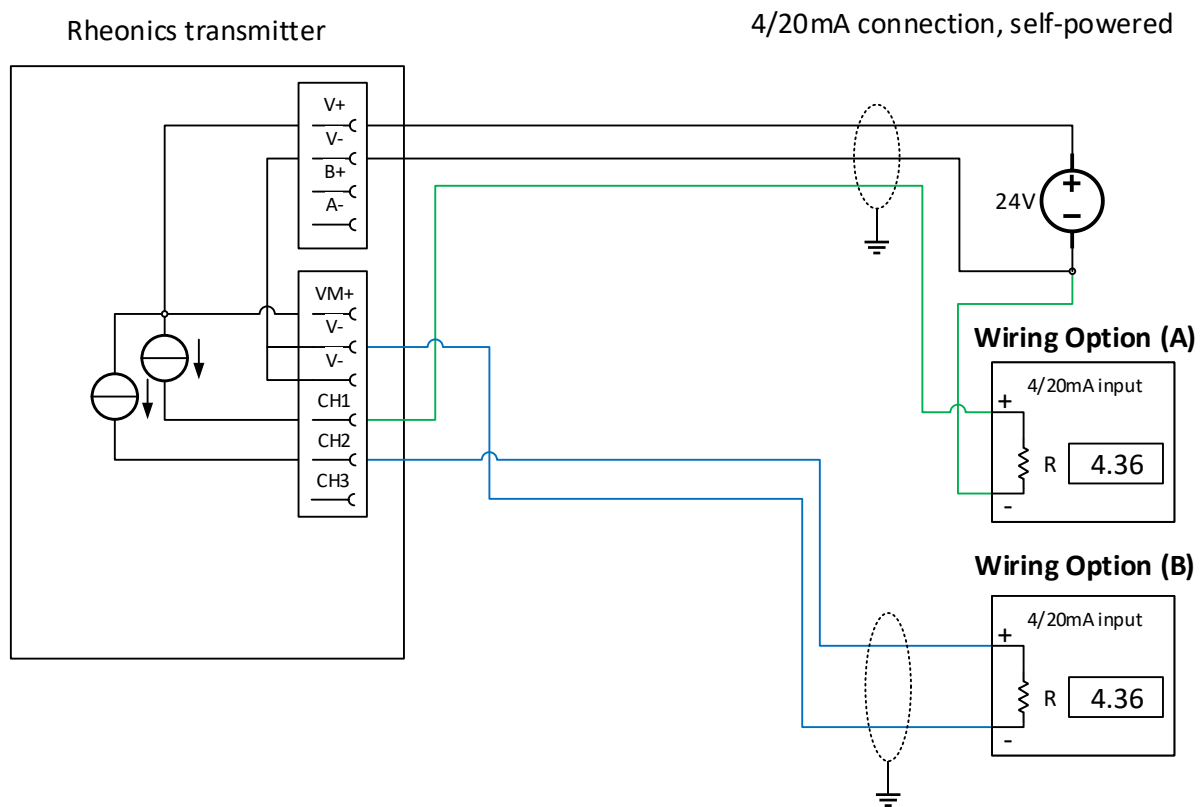 Rheonics transmitter
4/20mA connection, self-powered
V+
V-
B+
A-
24V
+
−
VM+
V-
V-
CH1
CH2
CH3
Wiring Option (A)
4/20mA input
+
R 4.36
-
Wiring Option (B)
4/20mA input
+
R 4.36
-